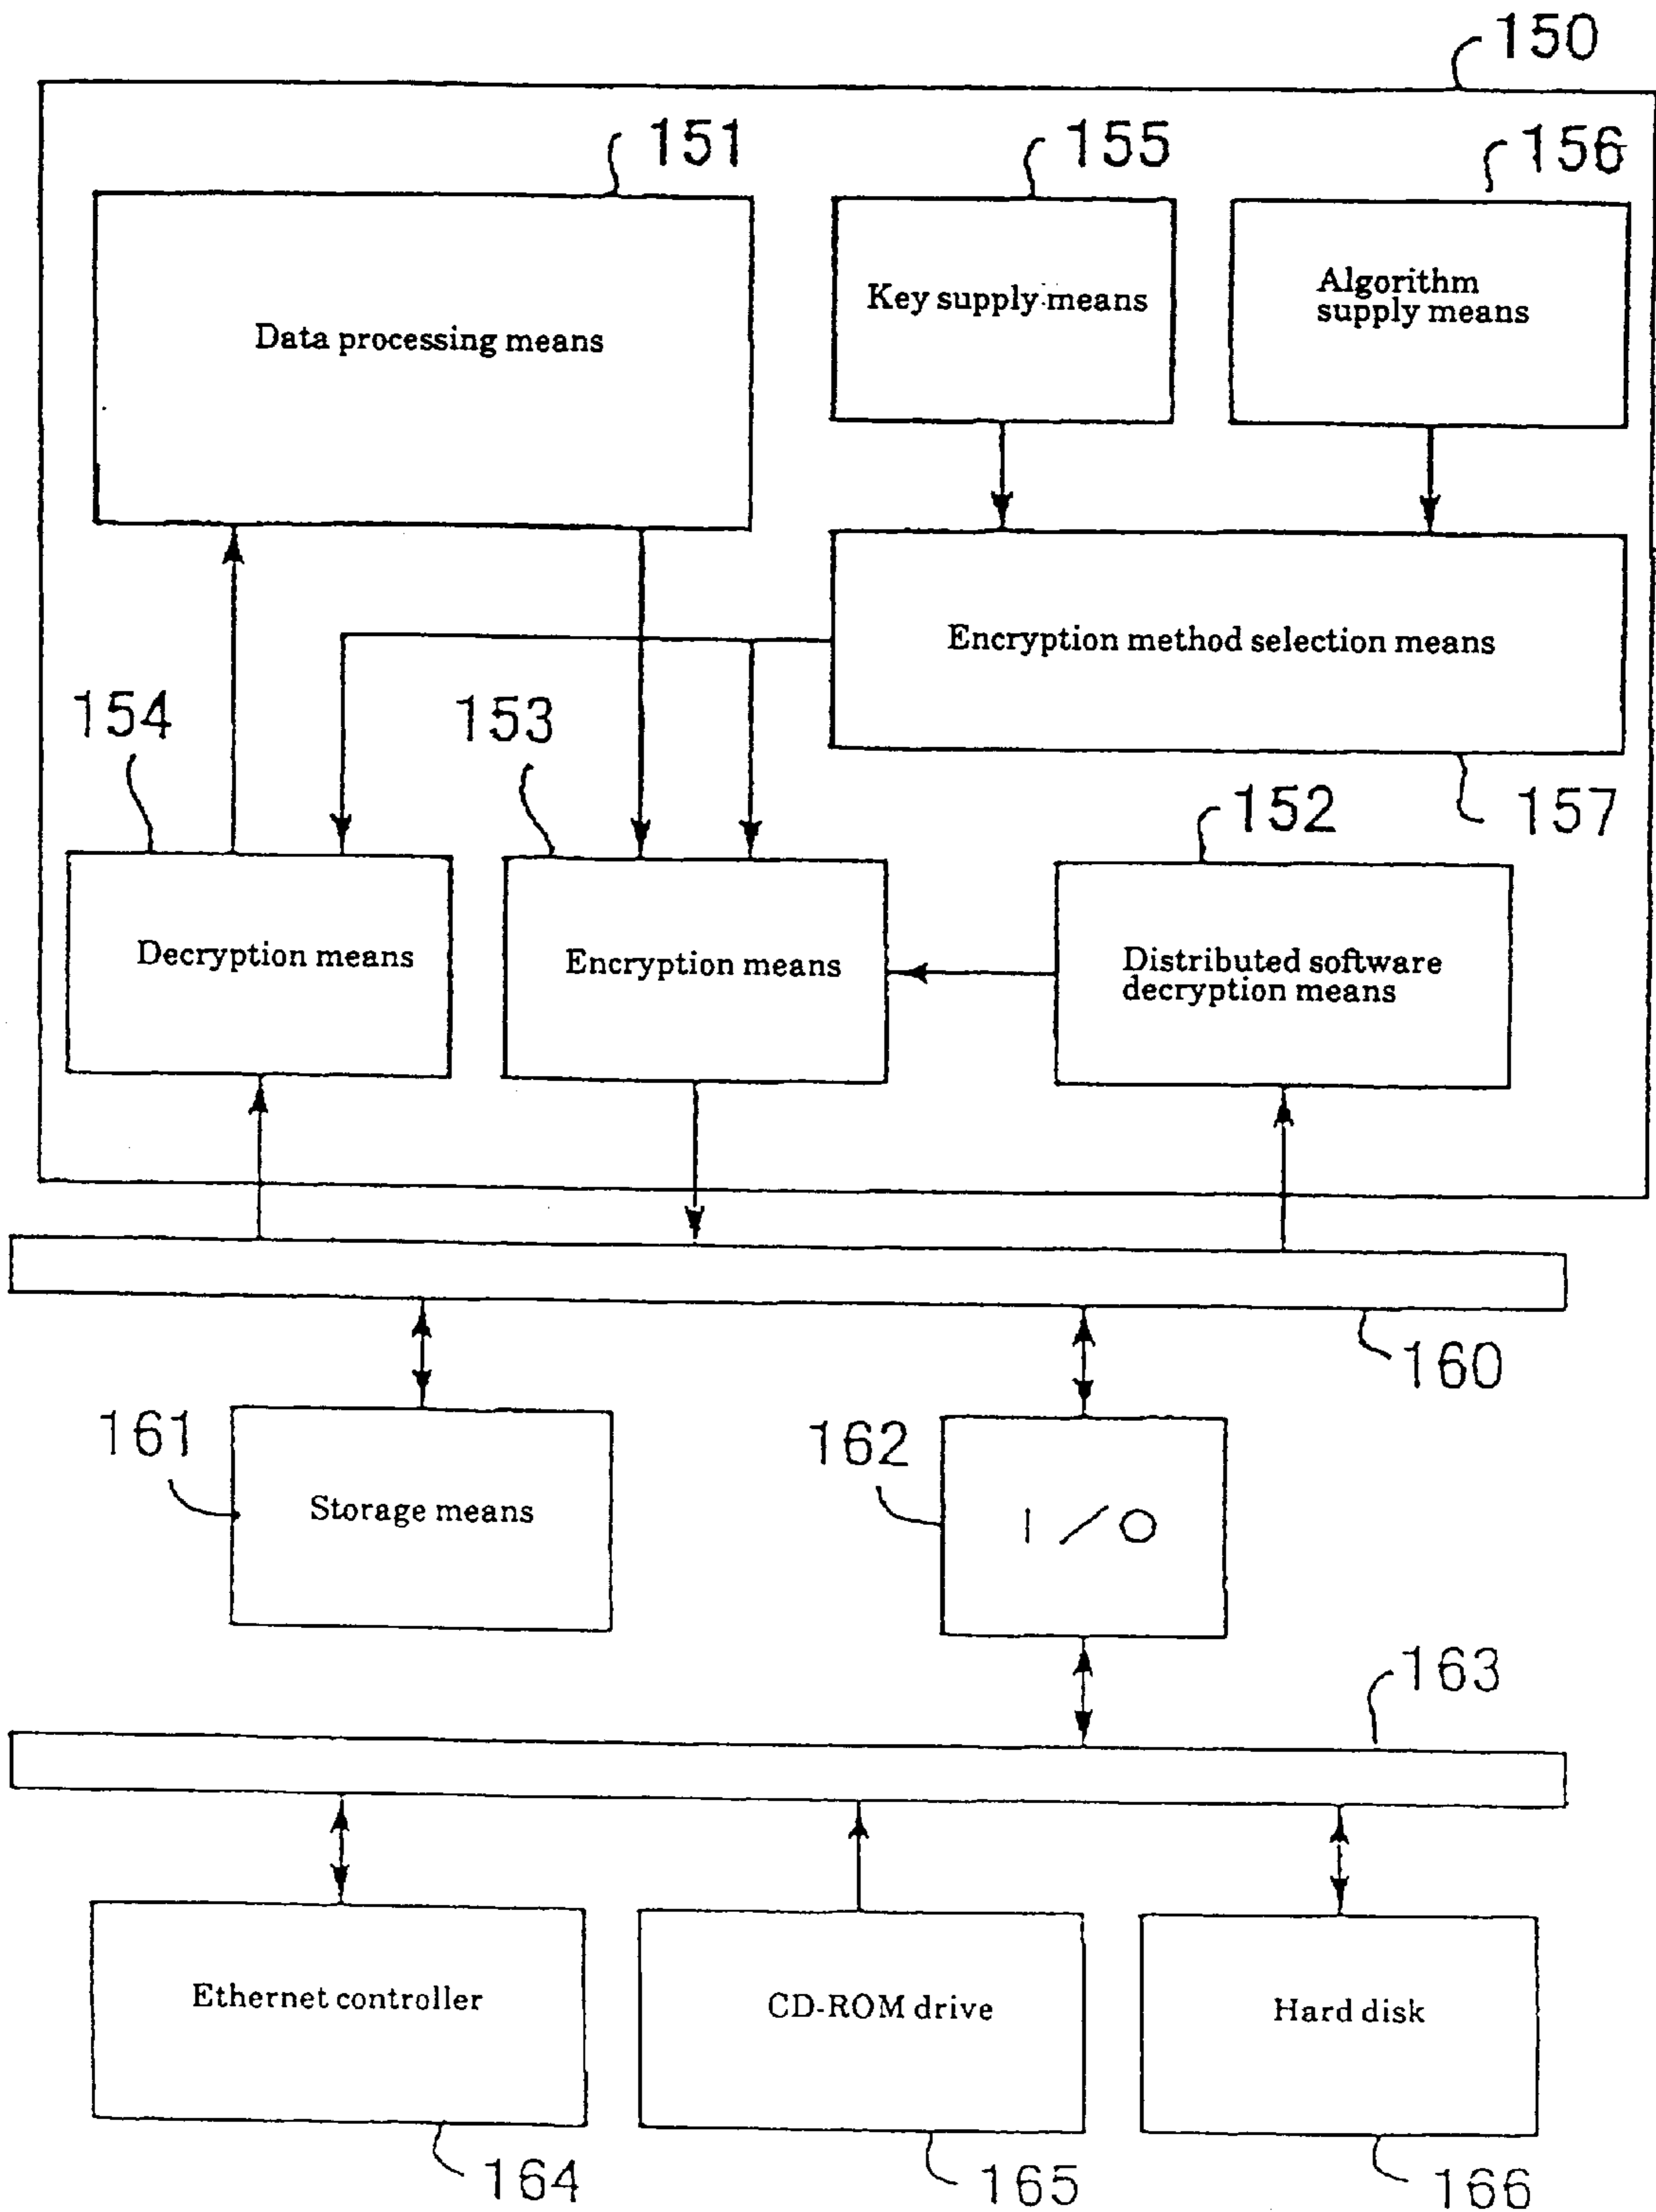 150
151
155
156
Data processing means
Key supply means
Algorithm
supply means
Encryption method selection means
154
153
152
157
Decryption means
Encryption means
Distributed software
decryption means
160
161
162
Storage means
I/O
163
Ethernet controller
CD-ROM drive
Hard disk
164
165
166